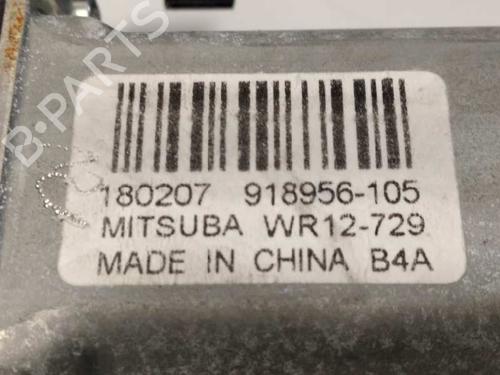 B-PARTS
180207 918956-105
MITSUBA WR12-729
MADE IN CHINA B4A